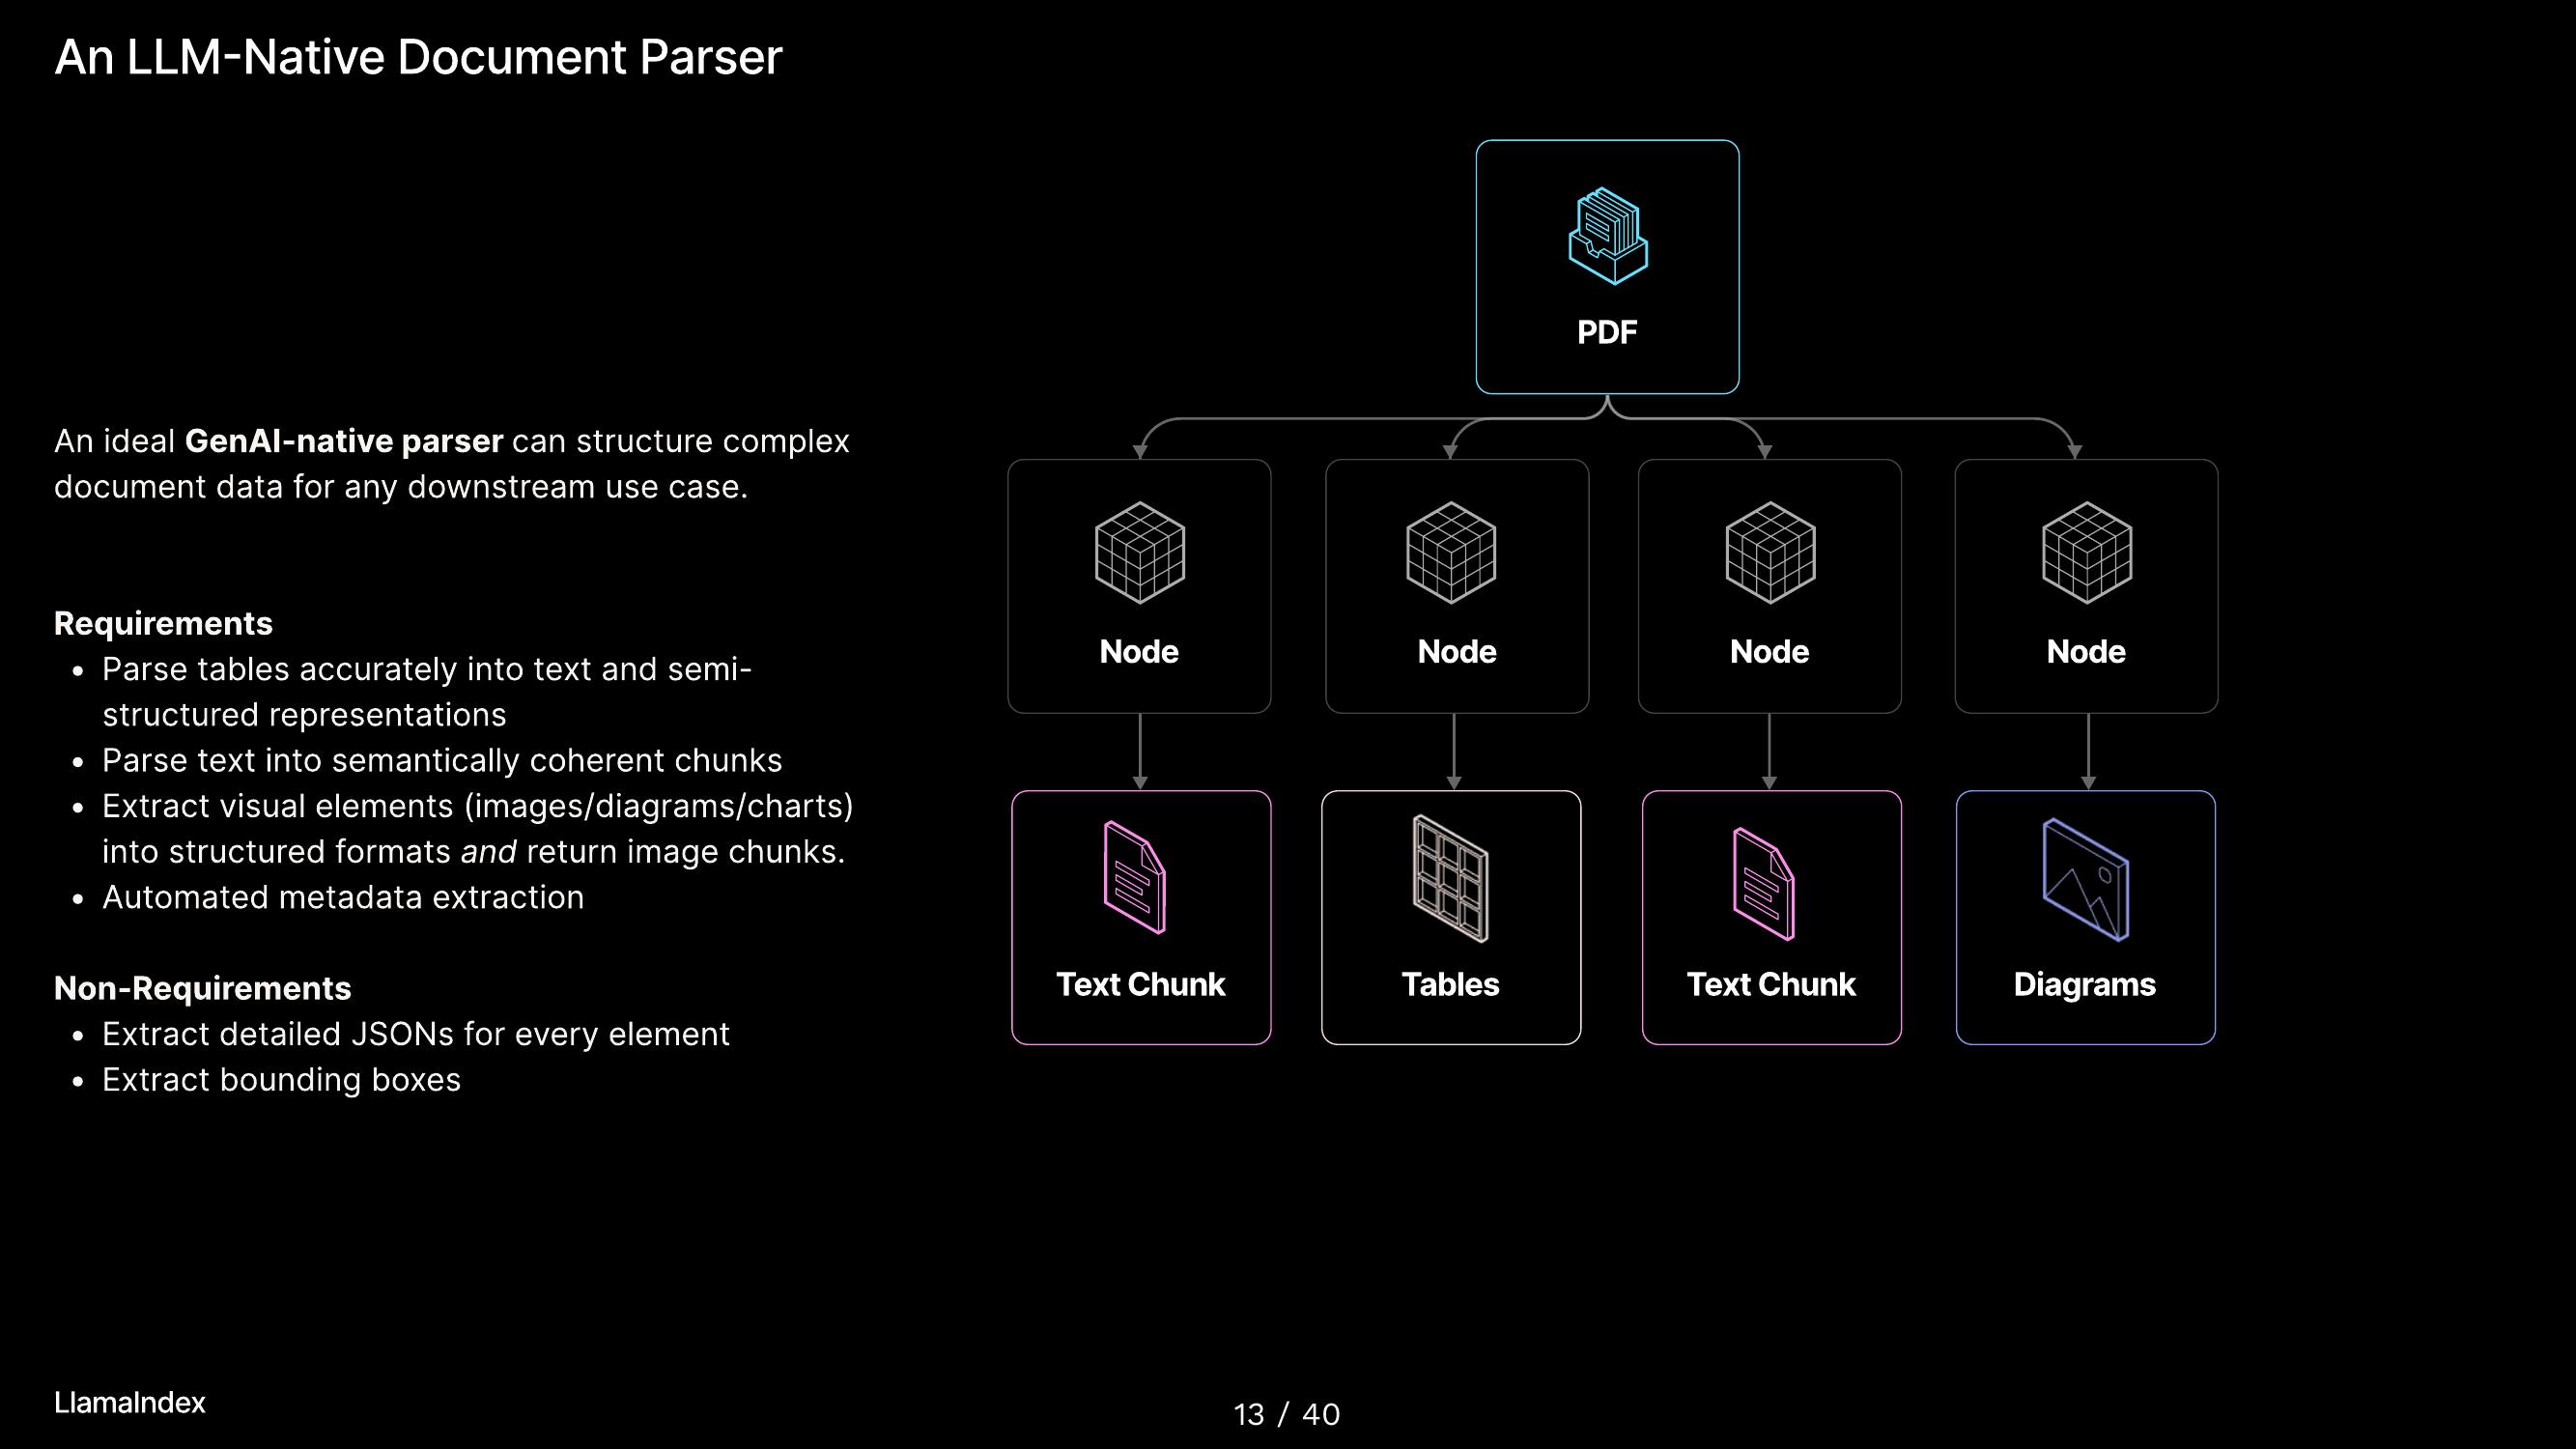 An LLM-Native Document Parser
An ideal GenAI-native parser can structure complex
document data for any downstream use case.
Requirements
• Parse tables accurately into text and semi-
structured representations
• Parse text into semantically coherent chunks
• Extract visual elements (images/diagrams/charts)
into structured formats and return image chunks.
• Automated metadata extraction
Non-Requirements
• Extract detailed JSONs for every element
• Extract bounding boxes
PDF
Node
Node
Node
Node
Text Chunk
Tables
Text Chunk
Diagrams
LlamaIndex
13 / 40